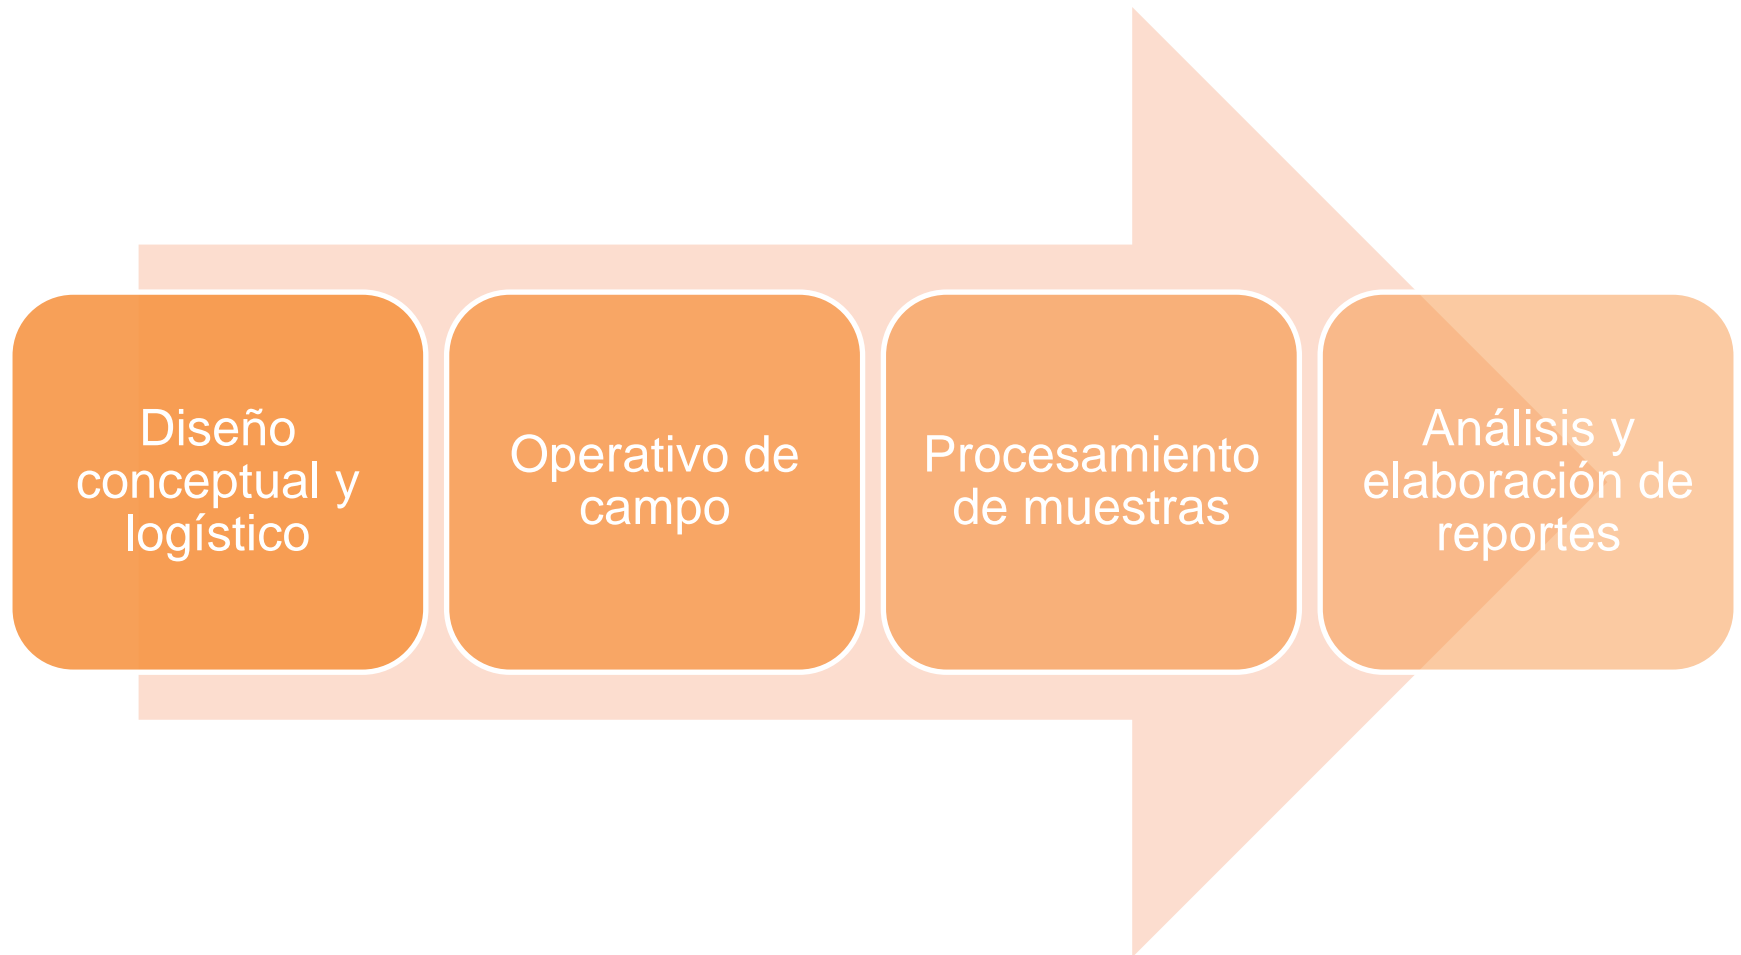 Diseño
conceptual y
logístico
Operativo de
campo
Procesamiento
de muestras
Análisis y
elaboración de
reportes